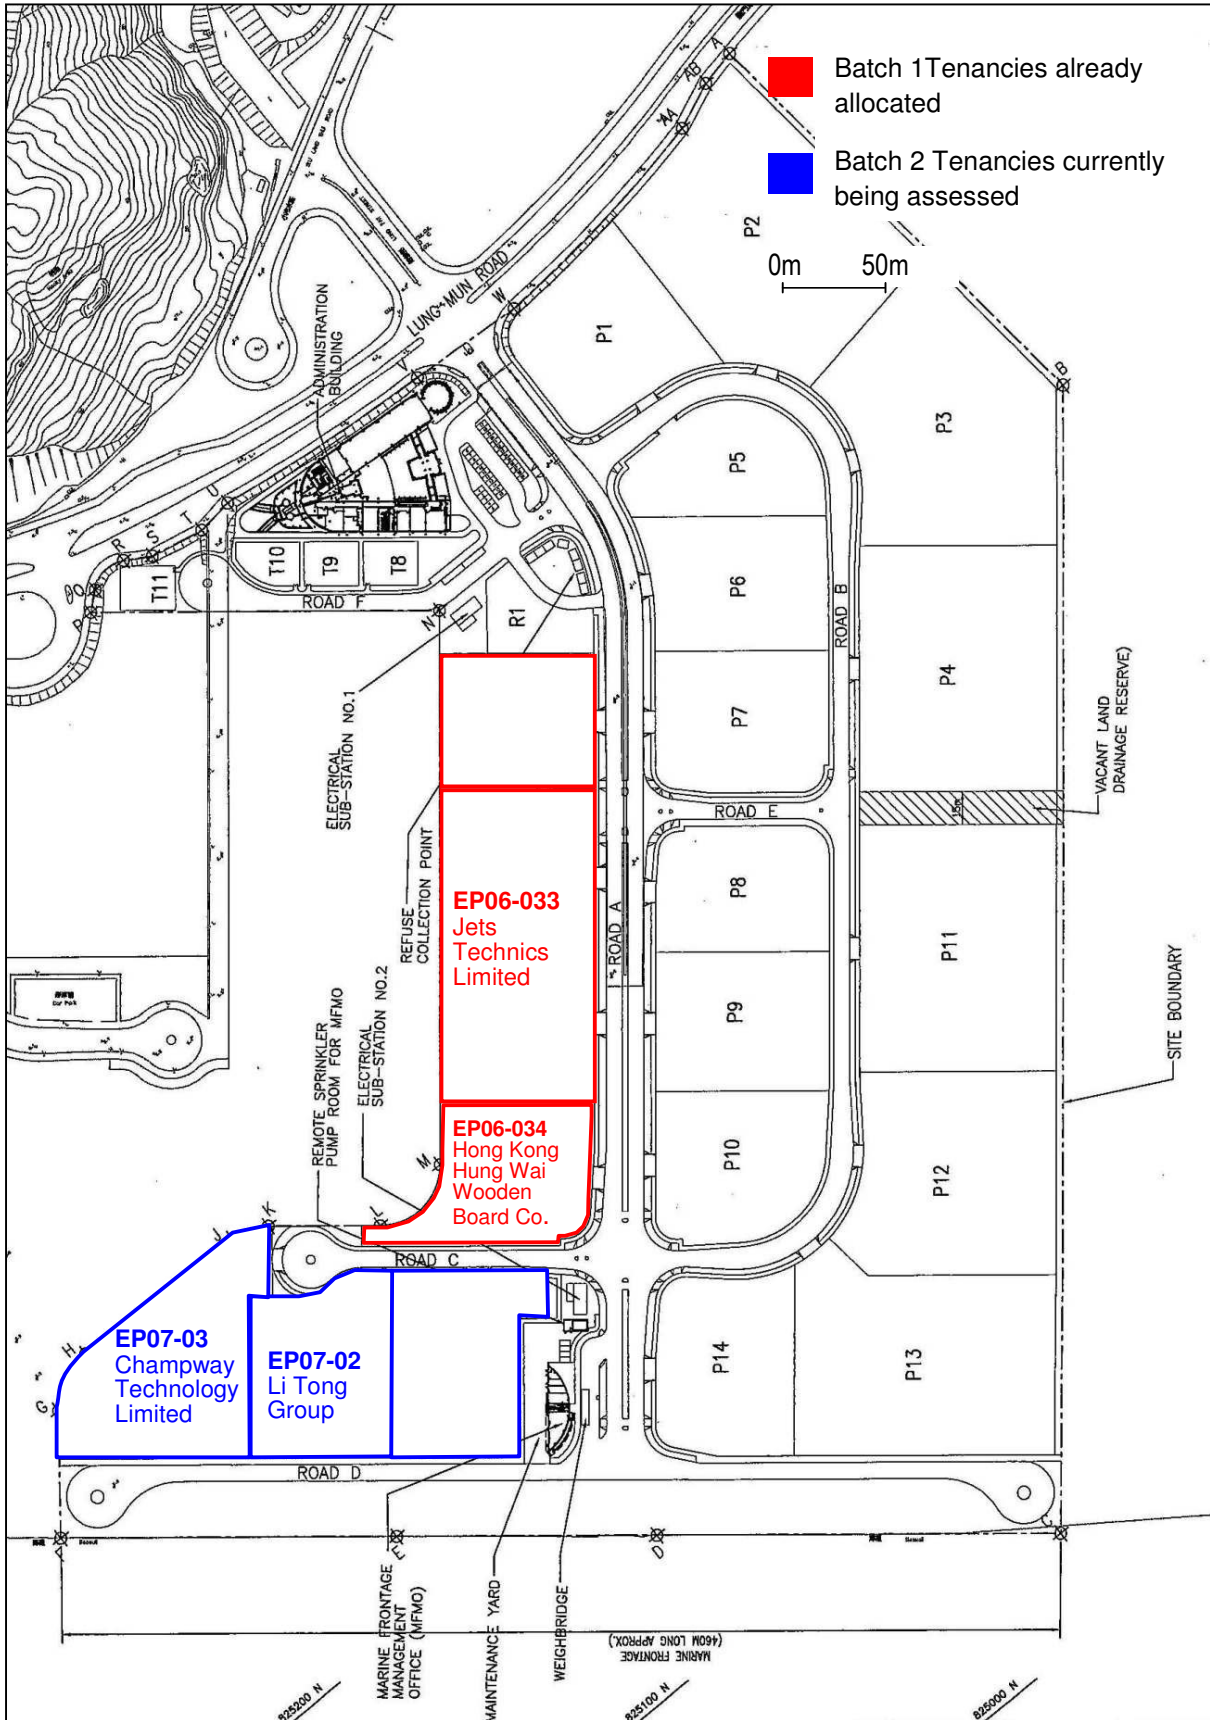 Batch 1Tenancies already
allocated
Batch 2 Tenancies currently
being assessed
0m 50m
A
AB
AA
P2
P1
LUNG MUN ROAD
W
V
ADMINISTRATION
BUILDING
B
P3
P5
U
T
S
R
Q
P
T11
T10
T9
T8
ROAD F
N
R1
P6
ROAD B
P4
P7
ELECTRICAL
SUB-STATION NO.1
VACANT LAND
DRAINAGE RESERVE)
15m
ROAD E
REFUSE
COLLECTION POINT
EP06-033
Jets
Technics
Limited
ROAD A
P8
P11
P9
REMOTE SPRINKLER
PUMP ROOM FOR MFMO
ELECTRICAL
SUB-STATION NO.2
SITE BOUNDARY
Car Park
EP06-034
Hong Kong
Hung Wai
Wooden
Board Co.
M
L
K
J
P10
P12
ROAD C
H
G
EP07-03
Champway
Technology
Limited
EP07-02
Li Tong
Group
P14
P13
ROAD D
E
D
C
MARINE FRONTAGE
MANAGEMENT
OFFICE (MFMO)
MAINTENANCE YARD
WEIGHBRIDGE
MARINE FRONTAGE
(460M LONG APPROX.)
825200 N
825100 N
825000 N